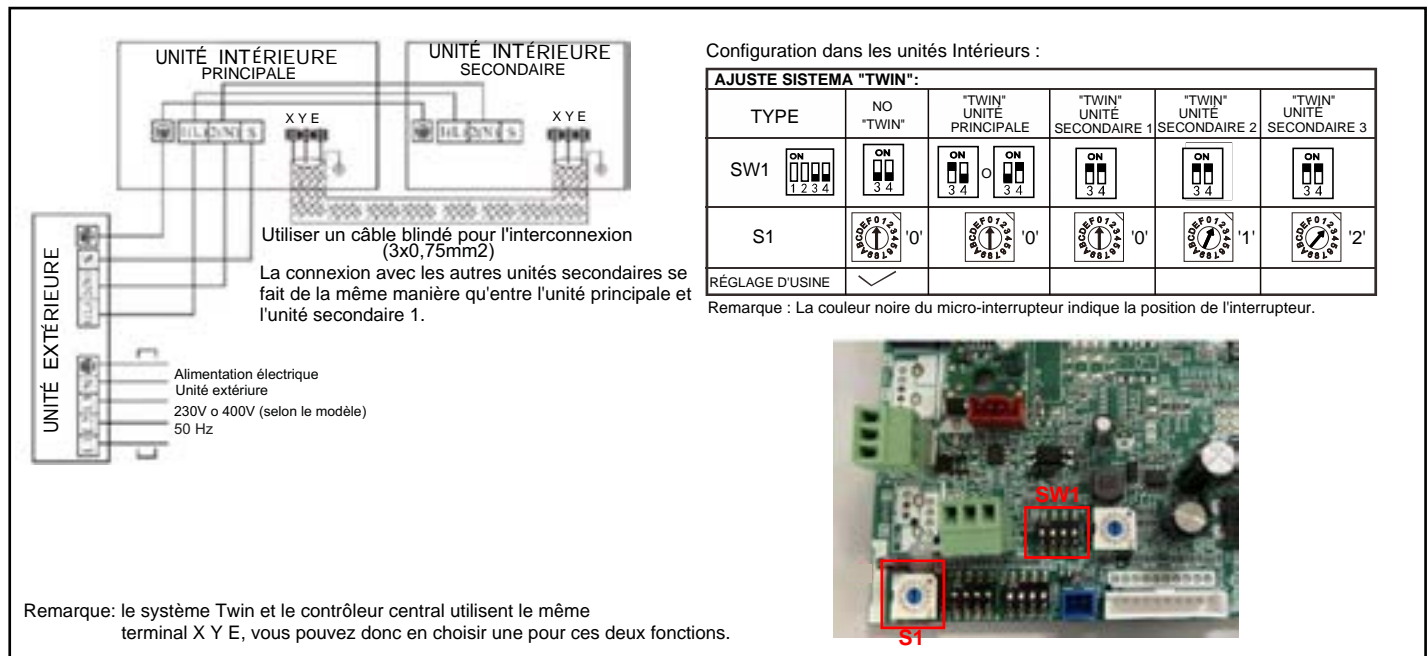 UNITÉ INTÉRIEURE
PRINCIPALE
UNITÉ INTÉRIEURE
SECONDAIRE
X Y E
X Y E
1(L) 2(N) S
1(L) 2(N) S
UNITÉ EXTÉRIEURE
Utiliser un câble blindé pour l'interconnexion
(3x0,75mm2)
La connexion avec les autres unités secondaires se
fait de la même manière qu'entre l'unité principale et
l'unité secondaire 1.
Alimentation électrique
Unité extériure
230V o 400V (selon le modèle)
50 Hz
Configuration dans les unités Intérieurs :
AJUSTE SISTEMA "TWIN":
TYPE
NO
"TWIN"
"TWIN"
UNITÉ
PRINCIPALE
"TWIN"
UNITÉ
SECONDAIRE 1
"TWIN"
UNITÉ
SECONDAIRE 2
"TWIN"
UNITÉ
SECONDAIRE 3
SW1
ON
1 2 3 4
ON
3 4
ON
3 4
O
ON
3 4
ON
3 4
ON
3 4
ON
3 4
S1
'0'
'0'
'0'
'1'
'2'
RÉGLAGE D'USINE
Remarque : La couleur noire du micro-interrupteur indique la position de l'interrupteur.
SW1
S1
Remarque: le système Twin et le contrôleur central utilisent le même
terminal X Y E, vous pouvez donc en choisir une pour ces deux fonctions.